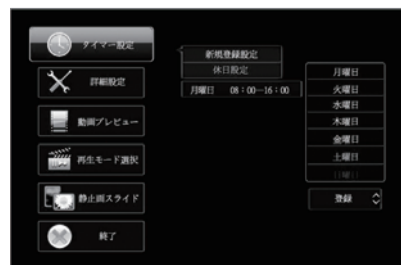 タイマー設定
詳細設定
動画プレビュー
再生モード選択
静止画スライド
終了
新規登録設定
休日設定
月曜日 08:00—16:00
月曜日
火曜日
水曜日
木曜日
金曜日
土曜日
日曜日
登録